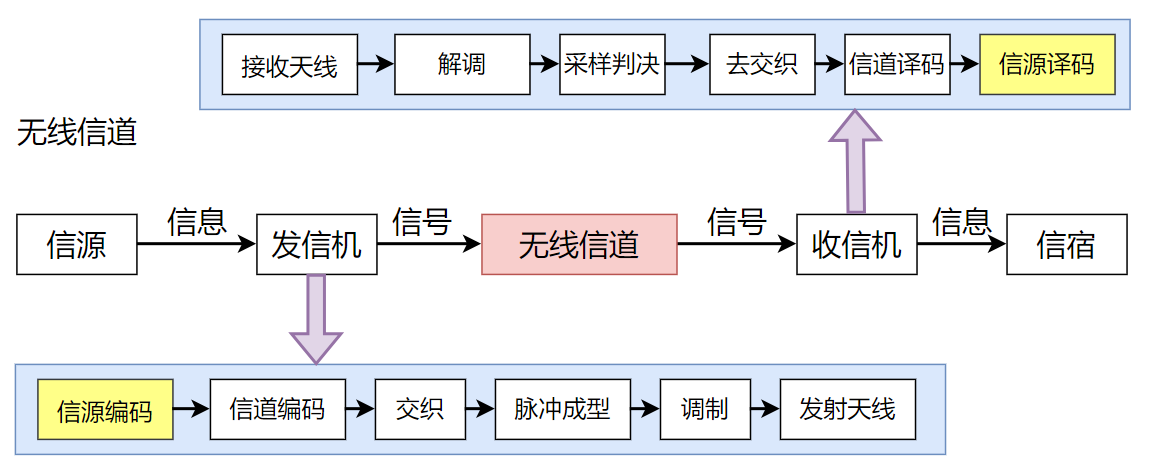 接收天线
解调
采样判决
去交织
信道译码
信源译码
无线信道
信源
信息
发信机
信号
无线信道
信号
收信机
信息
信宿
信源编码
信道编码
交织
脉冲成型
调制
发射天线